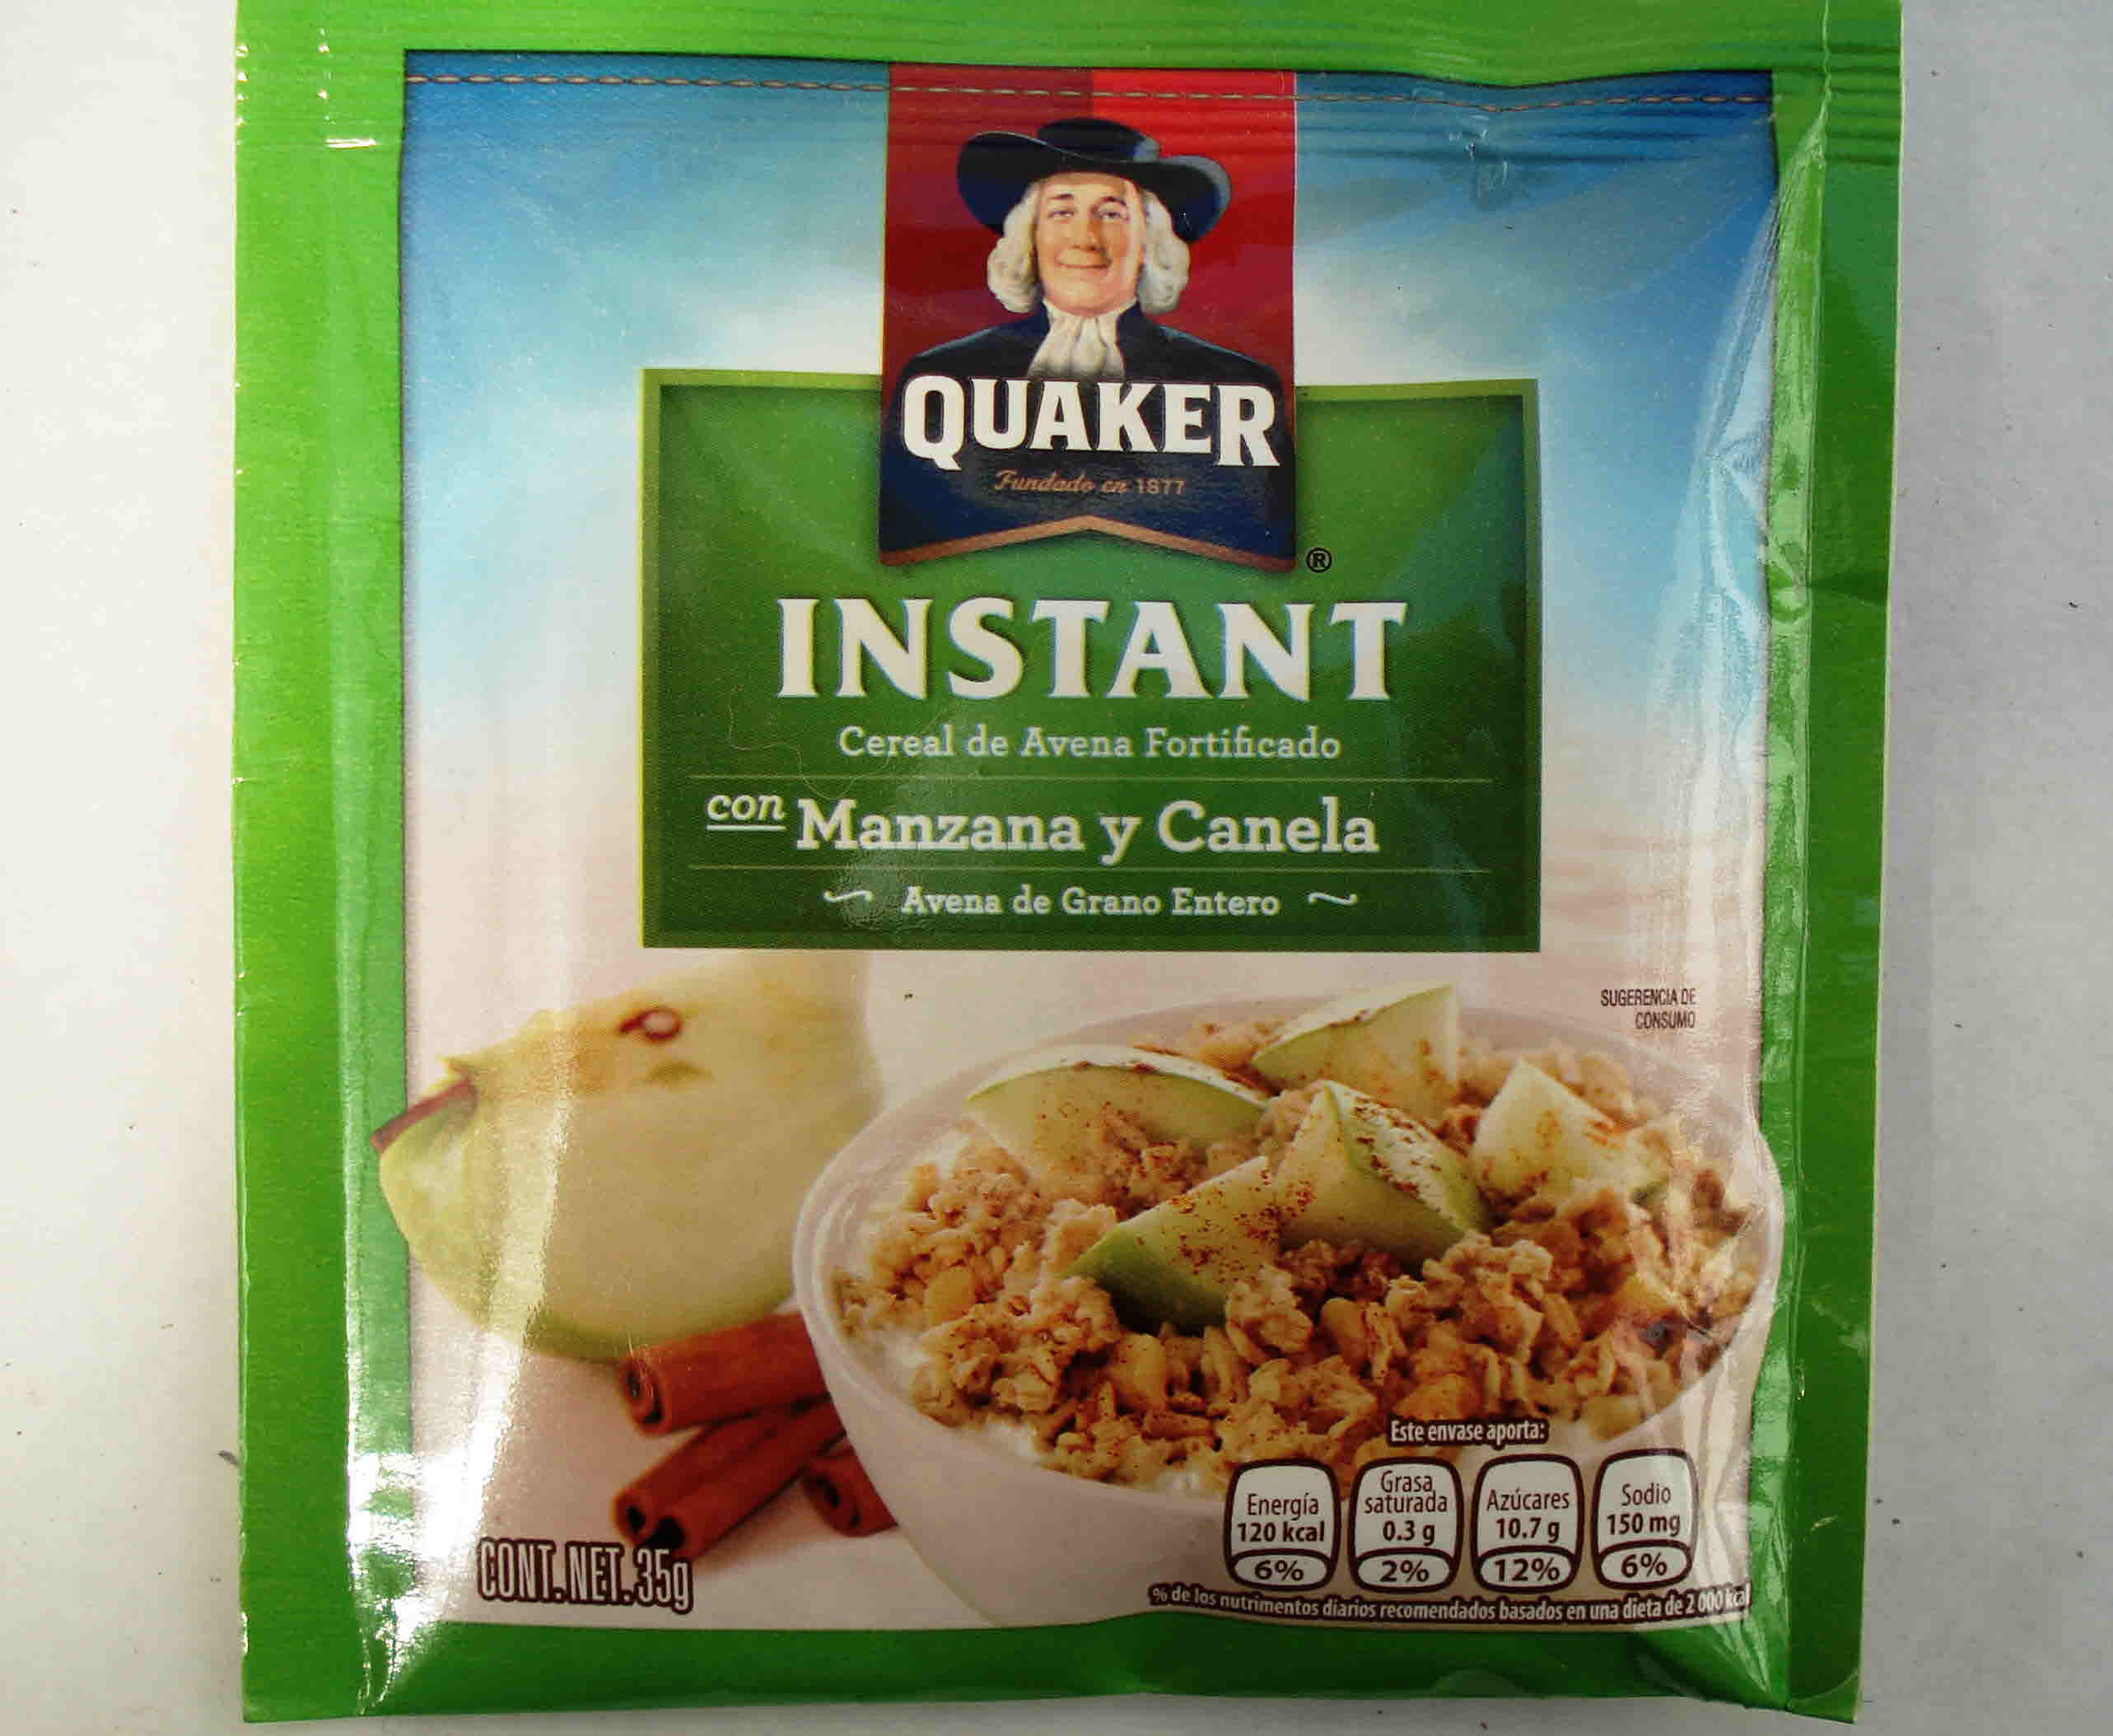 QUAKER
Fundado en 1877
®
INSTANT
Cereal de Avena Fortificado
con Manzana y Canela
Avena de Grano Entero
SUGERENCIA DE
CONSUMO
Este envase aporta:
Energía
120 kcal
6%
Grasa
saturada
0.3 g
2%
Azúcares
10.7 g
12%
Sodio
150 mg
6%
% de los nutrimentos diarios recomendados basados en una dieta de 2 000 kcal
CONT. NET. 35g